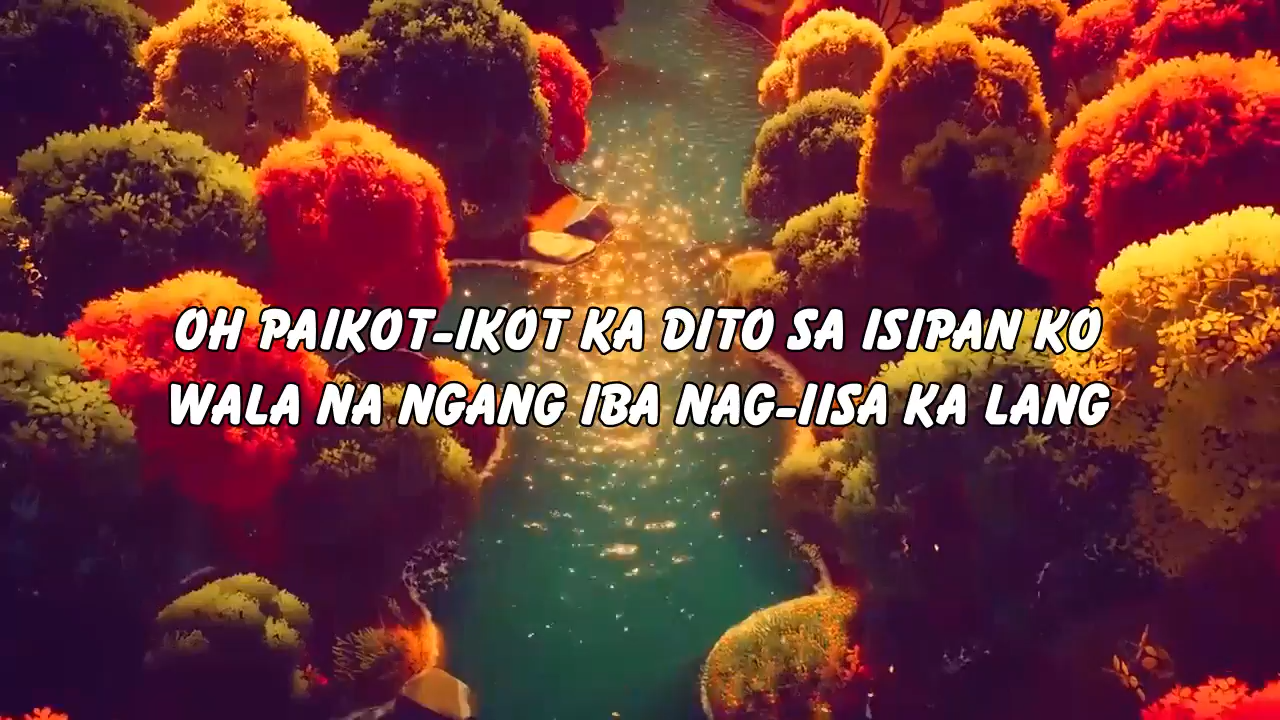 OH PAIKOT-IKOT KA DITO SA ISIPAN KO
WALA NA NGANG IBA NAG-IISA KA LANG